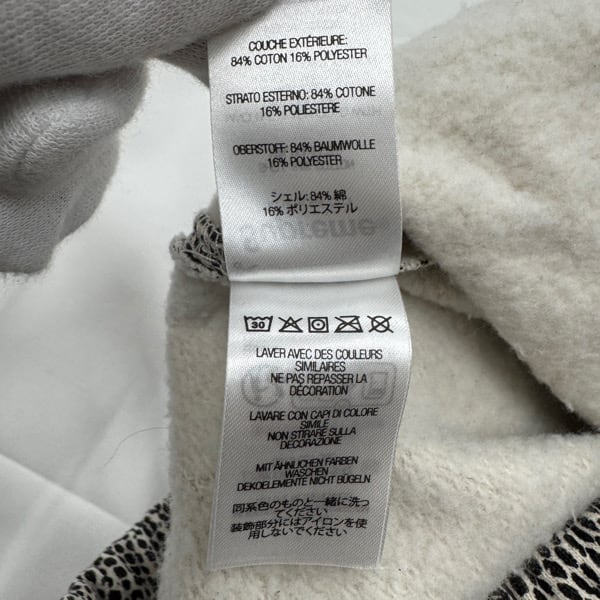 COUCHE EXTÉRIEURE:
84% COTON 16% POLYESTER
STRATO ESTERNO: 84% COTONE
16% POLIESTERE
OBERSTOFF: 84% BAUMWOLLE
16% POLYESTER
シェル: 84% 綿
16% ポリエステル
Supreme
30
LAVER AVEC DES COULEURS
SIMILAIRES
NE PAS REPASSER LA
DÉCORATION
LAVARE CON CAPI DI COLORE
SIMILE
NON STIRARE SULLA
DECORAZIONE
MIT ÄHNLICHEN FARBEN
WASCHEN
DEKOELEMENTE NICHT BÜGELN
同系色のものと一緒に洗っ
てください
装飾部分にはアイロンを使
用しないでください